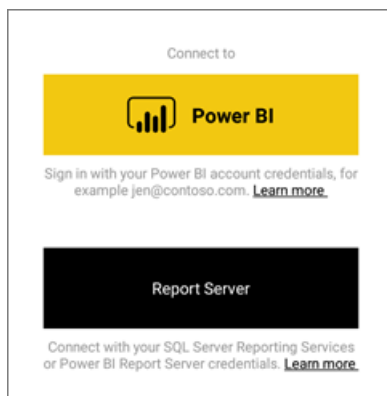 Connect to
Power BI
Sign in with your Power BI account credentials, for
example jen@contoso.com. Learn more
Report Server
Connect with your SQL Server Reporting Services
or Power BI Report Server credentials. Learn more